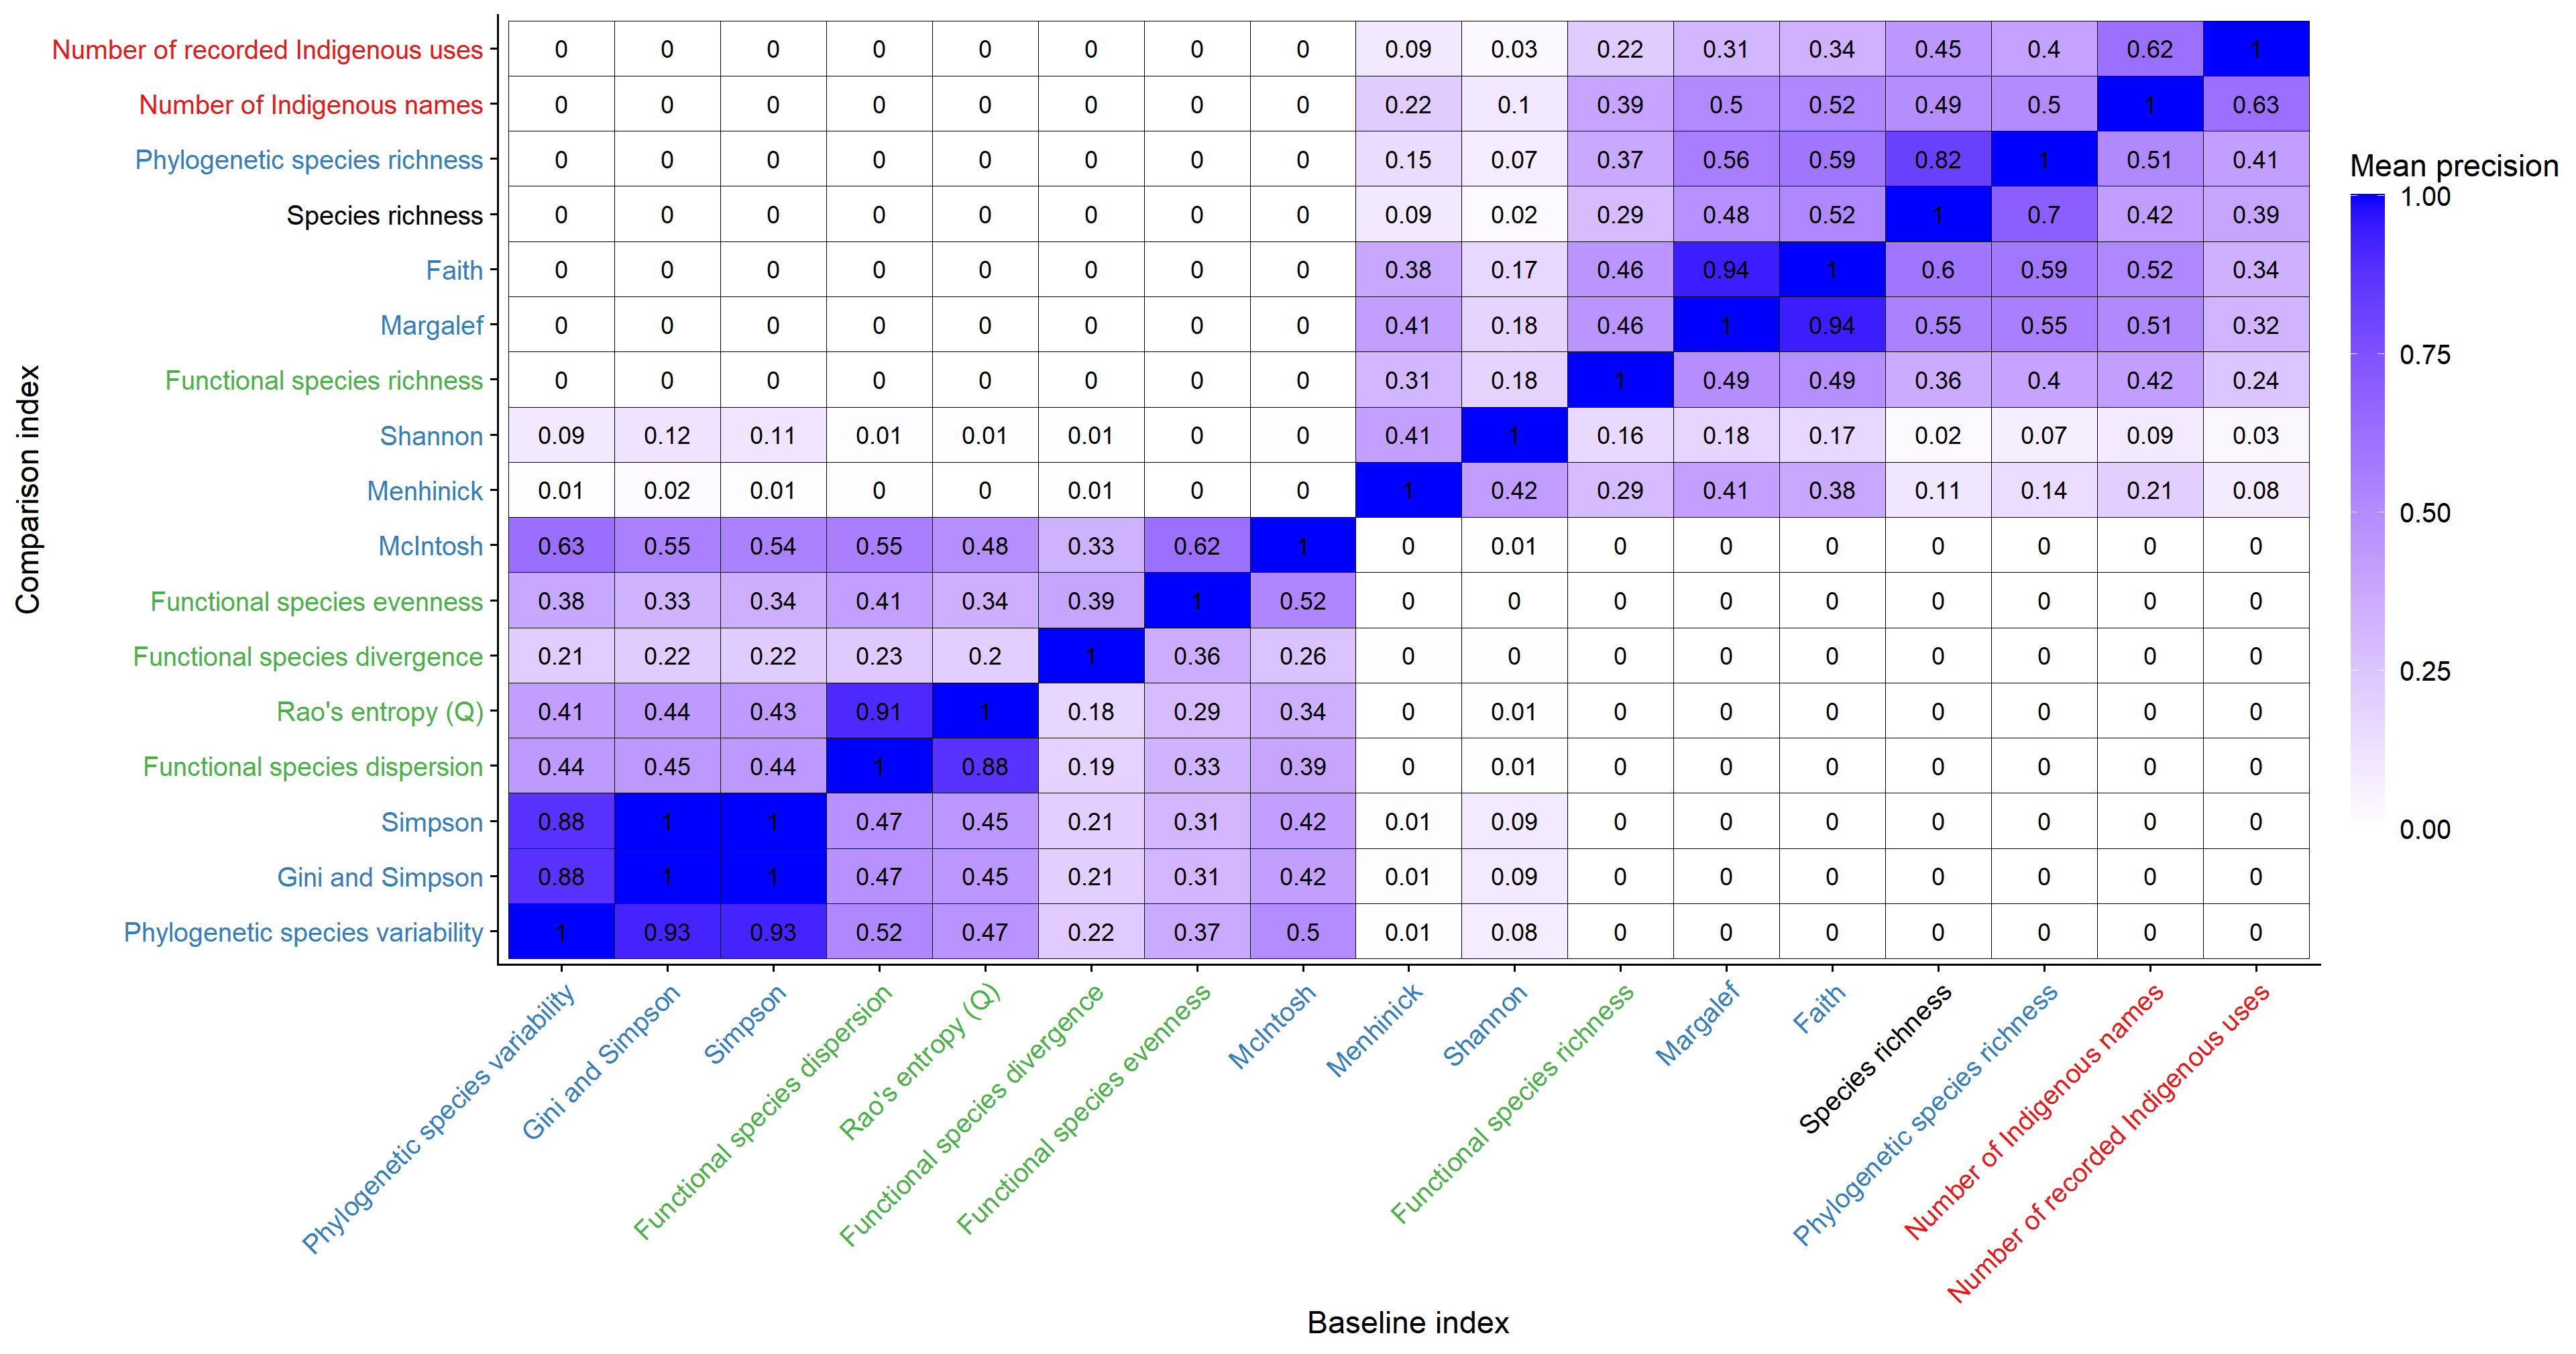 Number of recorded Indigenous uses 0 0 0 0 0 0 0 0 0.09 0.03 0.22 0.31 0.34 0.45 0.4 0.62 1
Number of Indigenous names 0 0 0 0 0 0 0 0 0.22 0.1 0.39 0.5 0.52 0.49 0.5 1 0.63
Phylogenetic species richness 0 0 0 0 0 0 0 0 0.15 0.07 0.37 0.56 0.59 0.82 1 0.51 0.41
Species richness 0 0 0 0 0 0 0 0 0.09 0.02 0.29 0.48 0.52 1 0.7 0.42 0.39
Faith 0 0 0 0 0 0 0 0 0.38 0.17 0.46 0.94 1 0.6 0.59 0.52 0.34
Margalef 0 0 0 0 0 0 0 0 0.41 0.18 0.46 1 0.94 0.55 0.55 0.51 0.32
Functional species richness 0 0 0 0 0 0 0 0 0.31 0.18 1 0.49 0.49 0.36 0.4 0.42 0.24
Shannon 0.09 0.12 0.11 0.01 0.01 0.01 0 0 0.41 1 0.16 0.18 0.17 0.02 0.07 0.09 0.03
Menhinick 0.01 0.02 0.01 0 0 0.01 0 0 1 0.42 0.29 0.41 0.38 0.11 0.14 0.21 0.08
McIntosh 0.63 0.55 0.54 0.55 0.48 0.33 0.62 1 0 0.01 0 0 0 0 0 0 0
Functional species evenness 0.38 0.33 0.34 0.41 0.34 0.39 1 0.52 0 0 0 0 0 0 0 0 0
Functional species divergence 0.21 0.22 0.22 0.23 0.2 1 0.36 0.26 0 0 0 0 0 0 0 0 0
Rao's entropy (Q) 0.41 0.44 0.43 0.91 1 0.18 0.29 0.34 0 0.01 0 0 0 0 0 0 0
Functional species dispersion 0.44 0.45 0.44 1 0.88 0.19 0.33 0.39 0 0.01 0 0 0 0 0 0 0
Simpson 0.88 1 1 0.47 0.45 0.21 0.31 0.42 0.01 0.09 0 0 0 0 0 0 0
Gini and Simpson 0.88 1 1 0.47 0.45 0.21 0.31 0.42 0.01 0.09 0 0 0 0 0 0 0
Phylogenetic species variability 1 0.93 0.93 0.52 0.47 0.22 0.37 0.5 0.01 0.08 0 0 0 0 0 0 0
Comparison index
Phylogenetic species variability
Gini and Simpson
Simpson
Functional species dispersion
Rao's entropy (Q)
Functional species divergence
Functional species evenness
McIntosh
Menhinick
Shannon
Functional species richness
Margalef
Faith
Species richness
Phylogenetic species richness
Number of Indigenous names
Number of recorded Indigenous uses
Baseline index
Mean precision
1.00
0.75
0.50
0.25
0.00